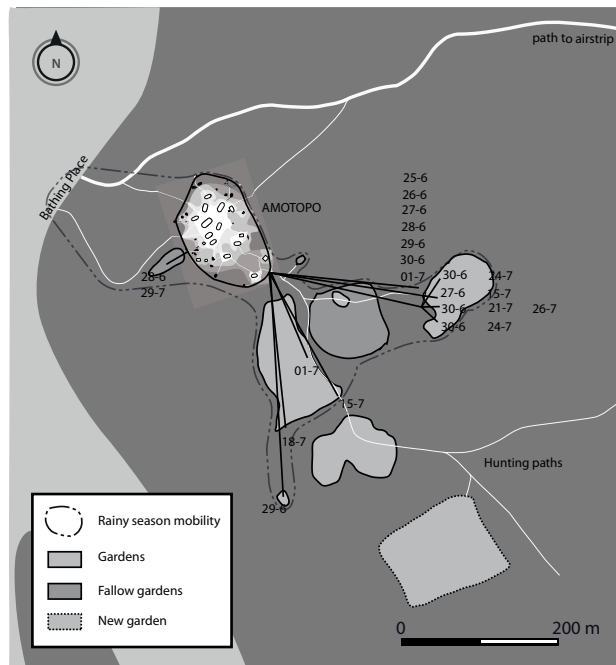 path to airstrip
N
Bathing Place
AMOTOPO
25-6
26-6
27-6
28-6
29-6
30-6
01-7
30-6 24-7
27-6 15-7
30-6 21-7 26-7
30-6 24-7
28-6
29-7
01-7
15-7
18-7
29-6
Hunting paths
Rainy season mobility
Gardens
Fallow gardens
New garden
0 200 m